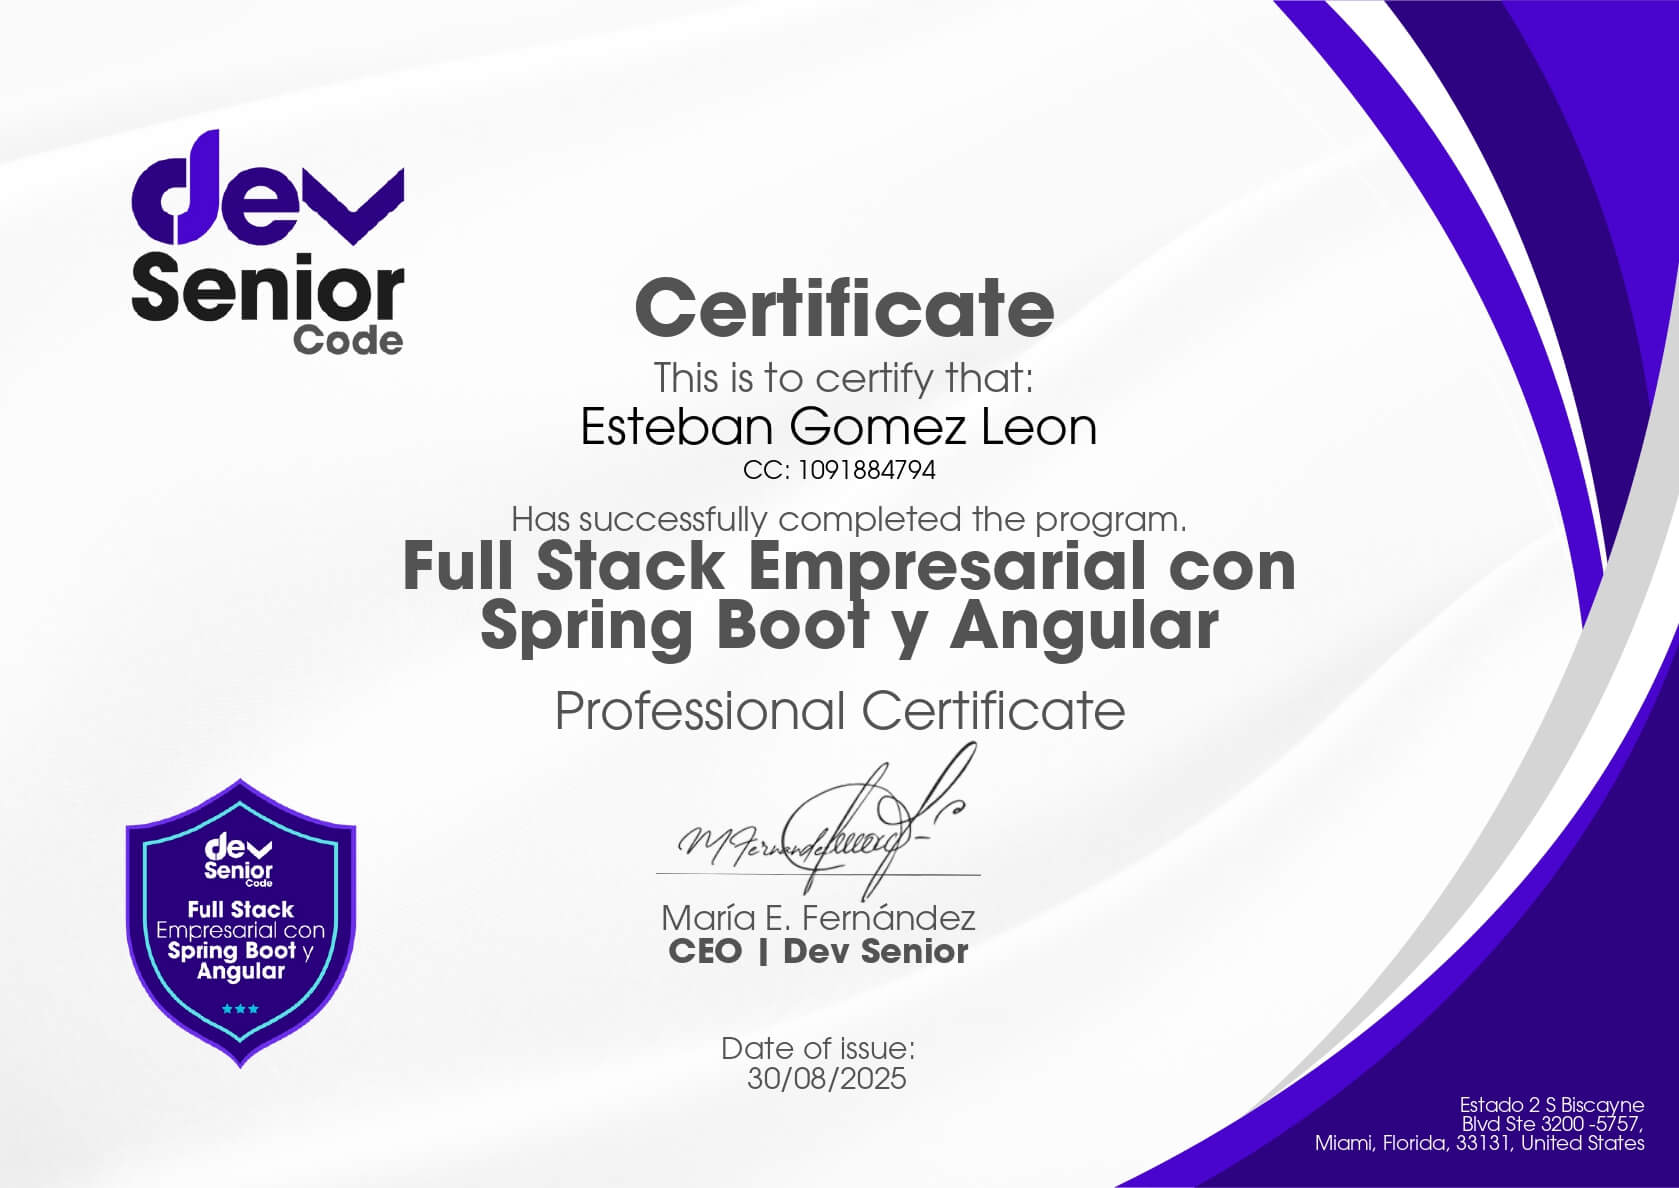 dev
Senior
Code
Certificate
This is to certify that:
Esteban Gomez Leon
CC: 1091884794
Has successfully completed the program.
Full Stack Empresarial con
Spring Boot y Angular
Professional Certificate
María E. Fernández
CEO | Dev Senior
dev
Senior
Code
Full Stack
Empresarial con
Spring Boot y
Angular
Date of issue:
30/08/2025
Estado 2 S Biscayne
Blvd Ste 3200 -5757,
Miami, Florida, 33131, United States